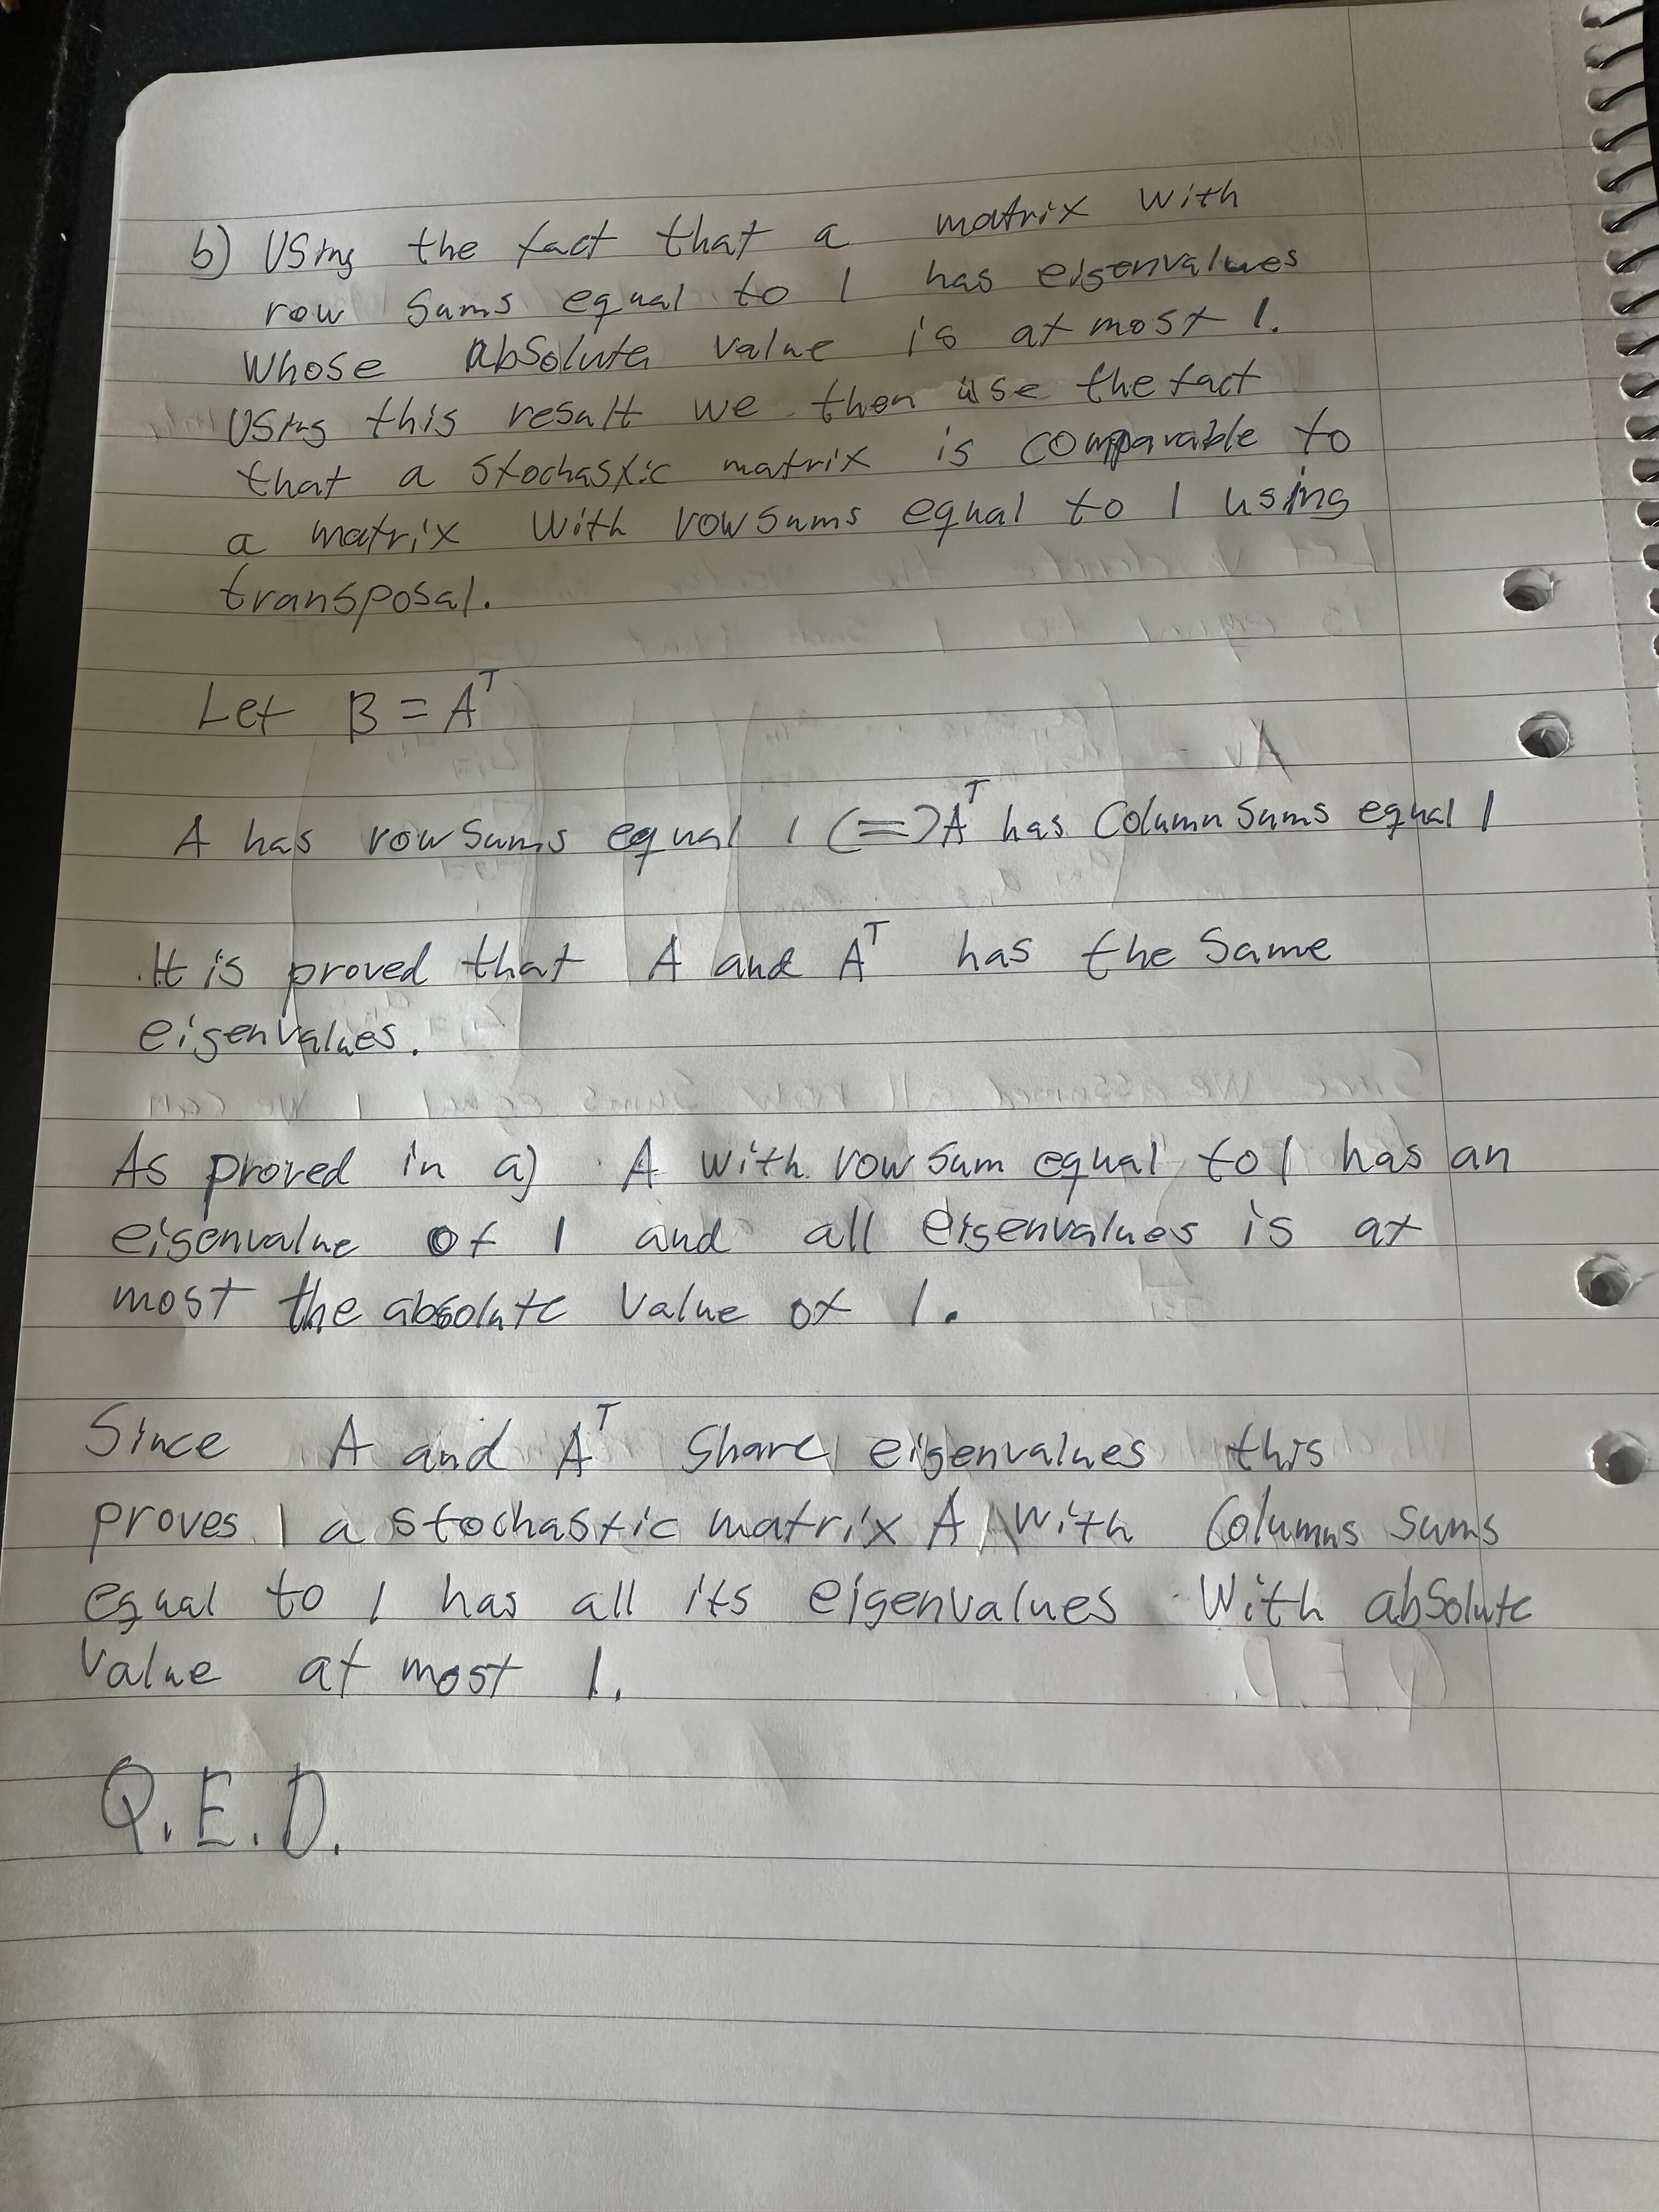 b) Using the fact that a matrix with
row sums equal to 1 has eigenvalues
whose absolute value is at most 1.
Using this result we then use the fact
that a stochastic matrix is comparable to
a matrix with row sums equal to 1 using
transposal.
Let B = Aᵀ
A has row sums equal 1 (=) Aᵀ has Column sums equal 1
It is proved that A and Aᵀ has the same
eigenvalues.
As proved in a) A with row sum equal to 1 has an
eigenvalue of 1 and all eigenvalues is at
most the absolute value of 1.
Since A and Aᵀ share eigenvalues this
proves a stochastic matrix A with Columns sums
equal to 1 has all its eigenvalues with absolute
value at most 1.
Q.E.D.